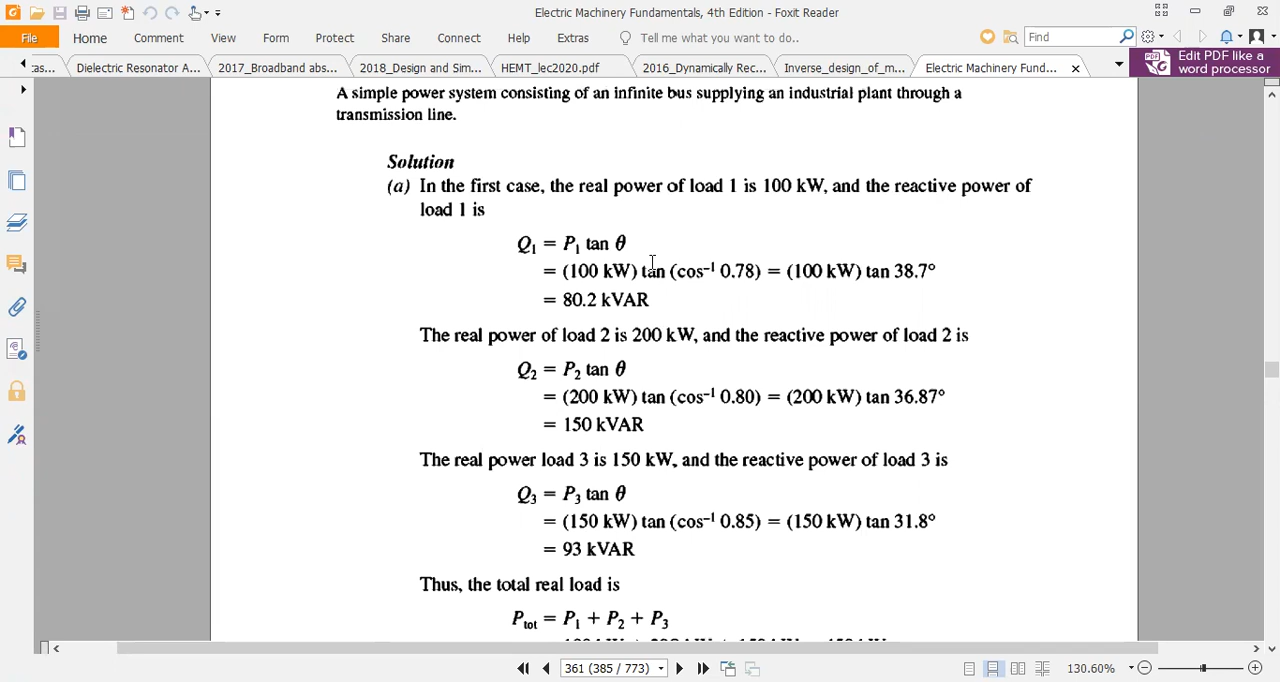 Electric Machinery Fundamentals, 4th Edition - Foxit Reader
File Home Comment View Form Protect Share Connect Help Extras Tell me what you want to do.. Find
tas... Dielectric Resonator A... 2017_Broadband abs... 2018_Design and sim... HEMT_lec2020.pdf 2016_Dynamically Rec... Inverse_design_of_m... Electric Machinery Fund...
Edit PDF like a
word processor
A simple power system consisting of an infinite bus supplying an industrial plant through a
transmission line.
Solution
(a) In the first case, the real power of load 1 is 100 kW, and the reactive power of
load 1 is
Q₁ = P₁ tan θ
= (100 kW) tan (cos⁻¹ 0.78) = (100 kW) tan 38.7°
= 80.2 kVAR
The real power of load 2 is 200 kW, and the reactive power of load 2 is
Q₂ = P₂ tan θ
= (200 kW) tan (cos⁻¹ 0.80) = (200 kW) tan 36.87°
= 150 kVAR
The real power load 3 is 150 kW, and the reactive power of load 3 is
Q₃ = P₃ tan θ
= (150 kW) tan (cos⁻¹ 0.85) = (150 kW) tan 31.8°
= 93 kVAR
Thus, the total real load is
Pₜₒₜ = P₁ + P₂ + P₃
361 (385 / 773) 130.60%